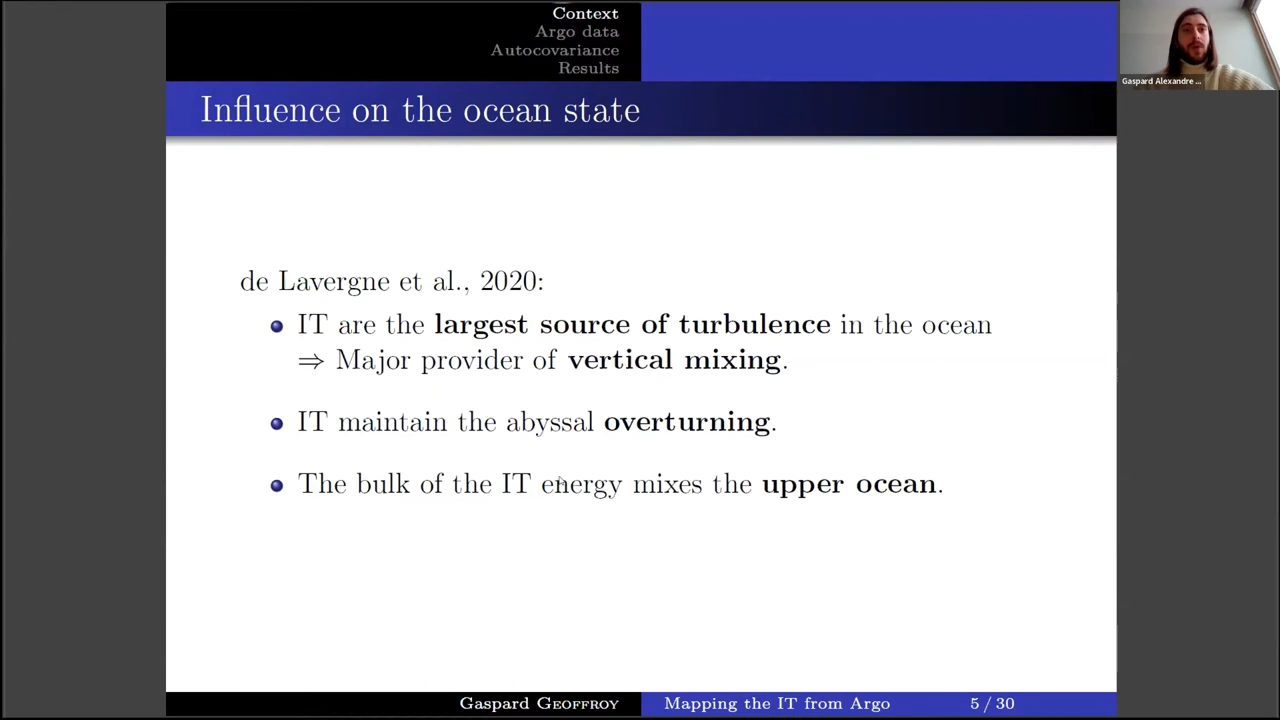 Context
Argo data
Autocovariance
Results
Gaspard Alexandre ...
Influence on the ocean state
de Lavergne et al., 2020:
IT are the largest source of turbulence in the ocean
⇒ Major provider of vertical mixing.
IT maintain the abyssal overturning.
The bulk of the IT energy mixes the upper ocean.
Gaspard Geoffroy
Mapping the IT from Argo
5 / 30